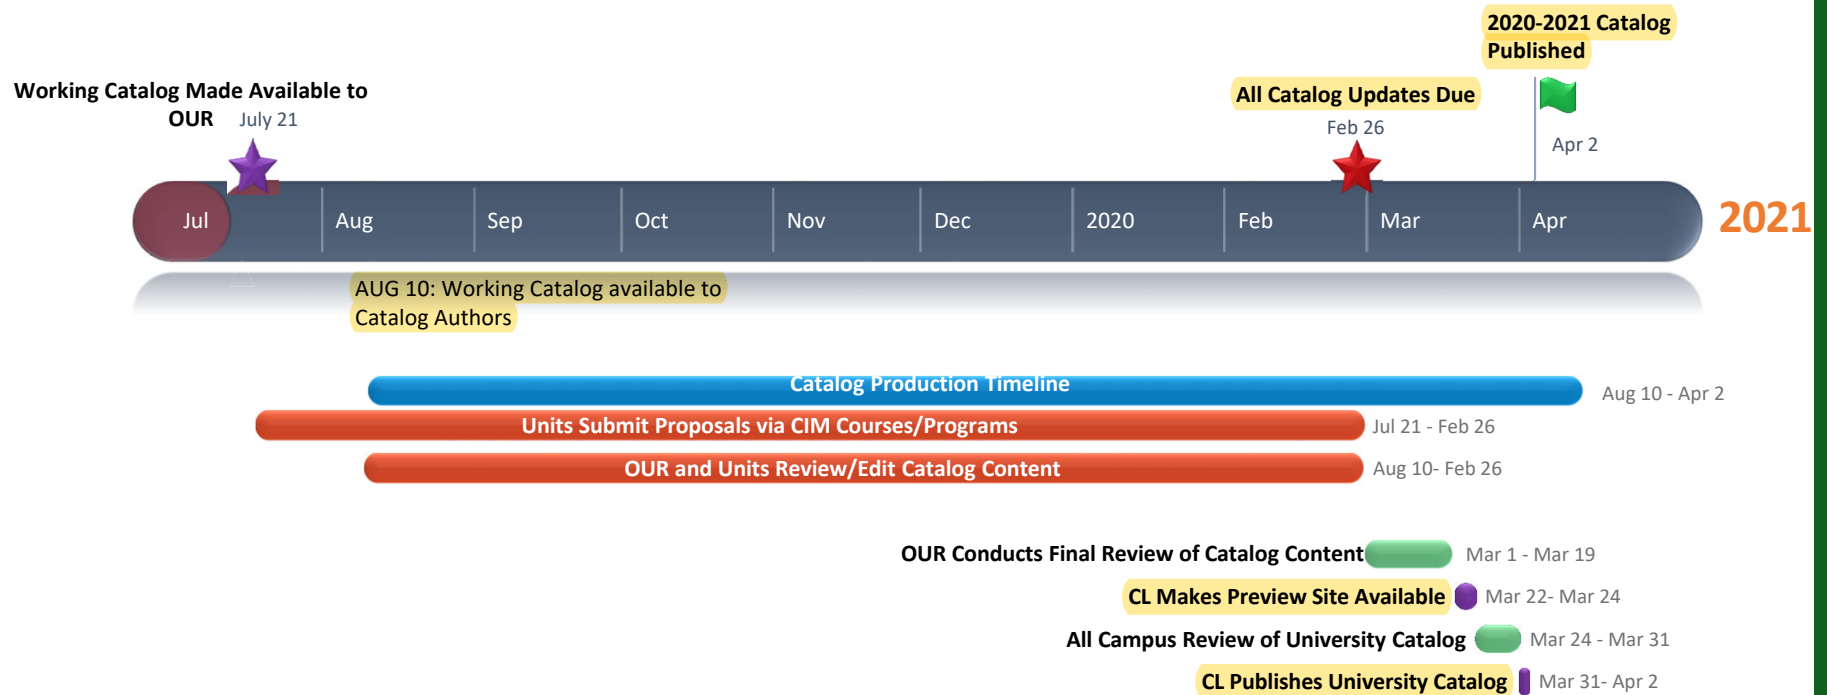 2020-2021 Catalog
Published
Working Catalog Made Available to
OUR July 21
All Catalog Updates Due
Feb 26
Apr 2
Jul Aug Sep Oct Nov Dec 2020 Feb Mar Apr 2021
AUG 10: Working Catalog available to
Catalog Authors
Catalog Production Timeline Aug 10 - Apr 2
Units Submit Proposals via CIM Courses/Programs Jul 21 - Feb 26
OUR and Units Review/Edit Catalog Content Aug 10- Feb 26
OUR Conducts Final Review of Catalog Content Mar 1 - Mar 19
CL Makes Preview Site Available Mar 22- Mar 24
All Campus Review of University Catalog Mar 24 - Mar 31
CL Publishes University Catalog Mar 31- Apr 2